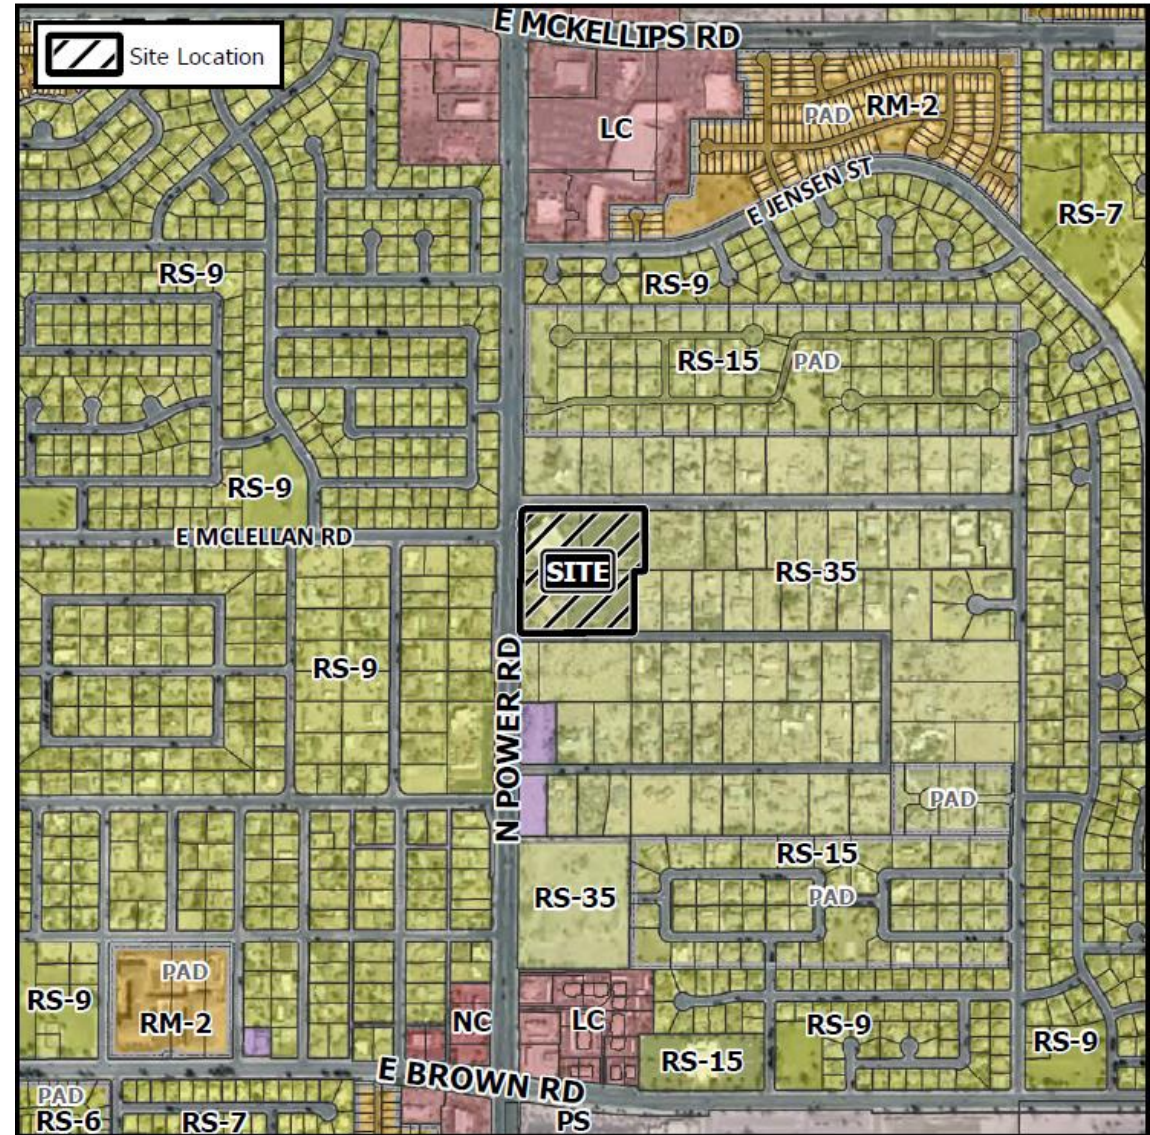 E MCKELLIPS RD
Site Location
PAD
RM-2
LC
E JENSEN ST
RS-7
RS-9
RS-9
RS-15
PAD
RS-9
E MCLELLAN RD
SITE
RS-35
RS-9
N POWER RD
PAD
RS-15
RS-35
PAD
PAD
RS-9
RM-2
NC
LC
RS-9
RS-9
RS-15
E BROWN RD
PAD
RS-6
RS-7
PS